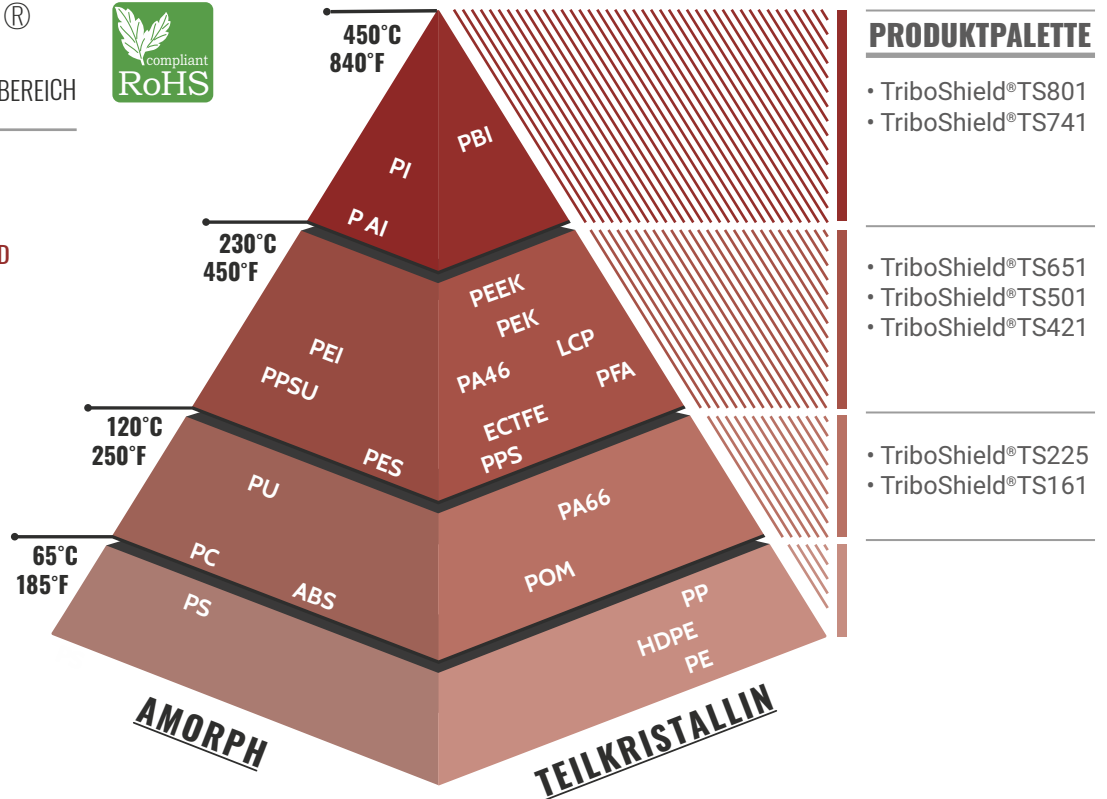 ®
compliant
RoHS
BEREICH
D
450°C
840°F
PBI
PI
P AI
230°C
450°F
PEEK
PEK
LCP
PEI
PA46
PFA
PPSU
ECTFE
PES
PPS
120°C
250°F
PU
PA66
PC
POM
ABS
65°C
185°F
PS
PP
HDPE
PE
AMORPH
TEILKRISTALLIN
PRODUKTPALETTE
• TriboShield®TS801
• TriboShield®TS741
• TriboShield®TS651
• TriboShield®TS501
• TriboShield®TS421
• TriboShield®TS225
• TriboShield®TS161